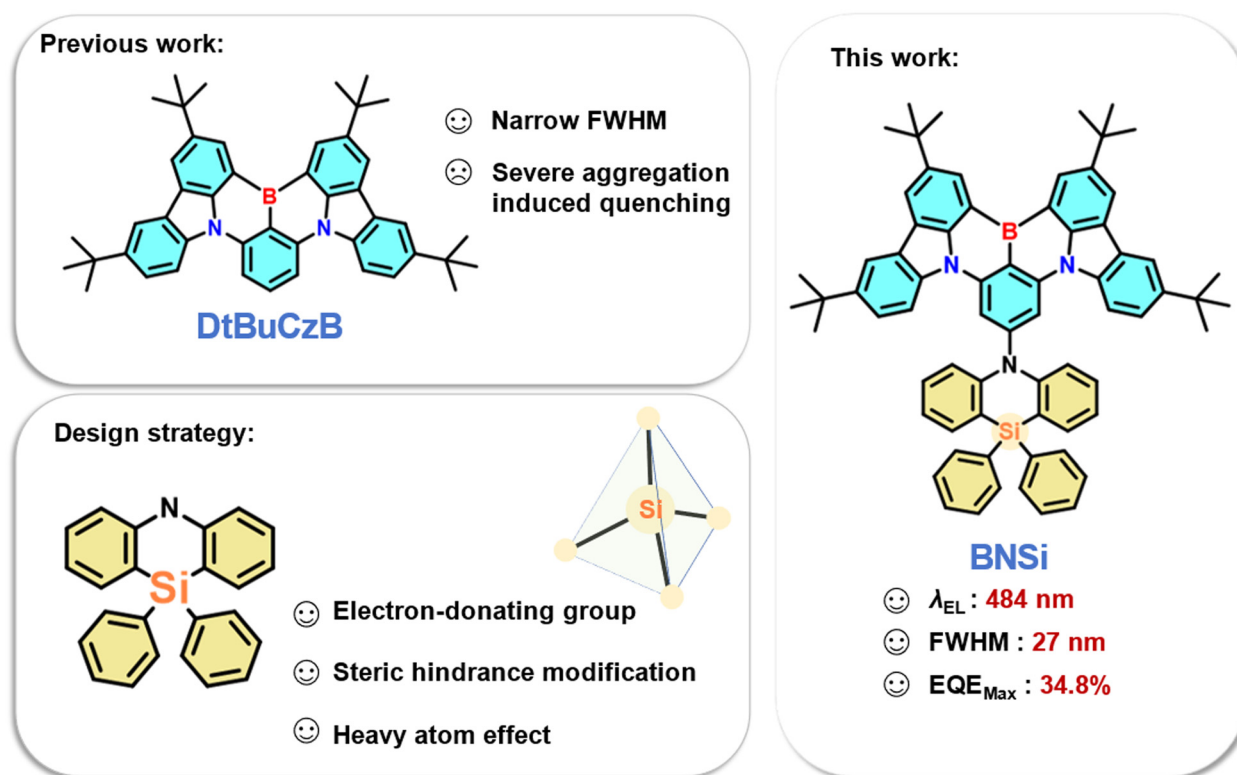 Previous work:
Narrow FWHM
Severe aggregation
induced quenching
B
N
N
DtBuCzB
Design strategy:
N
Si
Si
Electron-donating group
Steric hindrance modification
Heavy atom effect
This work:
B
N
N
N
Si
BNSi
λEL : 484 nm
FWHM : 27 nm
EQEMax : 34.8%